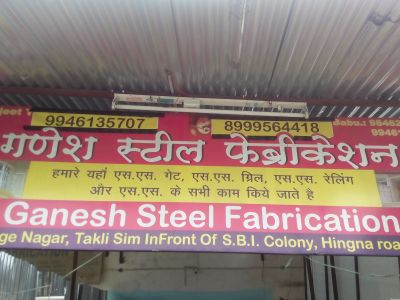 9946135707 8999564418
गणेश स्टील फेब्रीकेशन
हमारे यहां एस.एस. गेट, एस.एस. ग्रिल, एस.एस. रेलिंग
और एस.एस. के सभी काम किये जाते है
Ganesh Steel Fabrication
ge Nagar, Takli Sim InFront Of S.B.I. Colony, Hingna roa